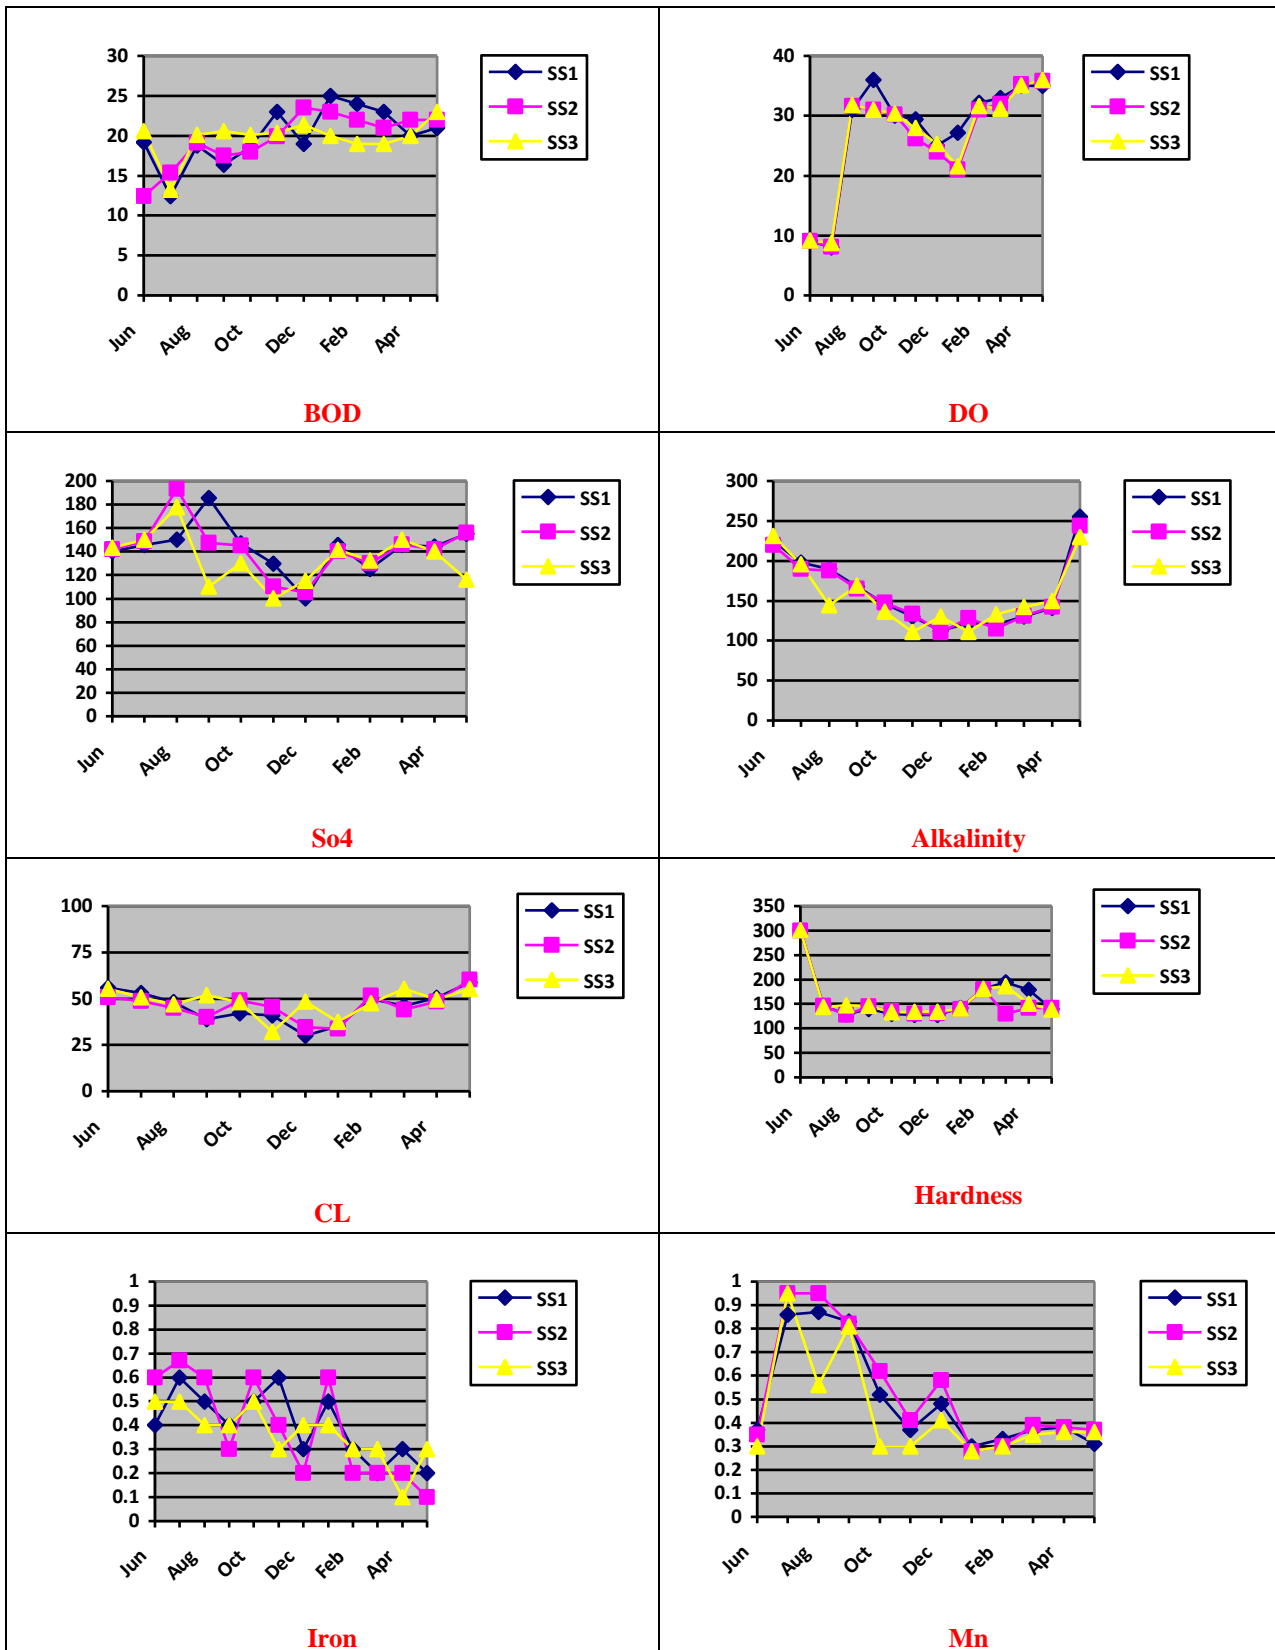 30
25
20
15
10
5
0
Jun
Aug
Oct
Dec
Feb
Apr
SS1
SS2
SS3
BOD
40
30
20
10
0
Jun
Aug
Oct
Dec
Feb
Apr
SS1
SS2
SS3
DO
200
180
160
140
120
100
80
60
40
20
0
Jun
Aug
Oct
Dec
Feb
Apr
SS1
SS2
SS3
So4
300
250
200
150
100
50
0
Jun
Aug
Oct
Dec
Feb
Apr
SS1
SS2
SS3
Alkalinity
100
75
50
25
0
Jun
Aug
Oct
Dec
Feb
Apr
SS1
SS2
SS3
CL
350
300
250
200
150
100
50
0
Jun
Aug
Oct
Dec
Feb
Apr
SS1
SS2
SS3
Hardness
1
0.9
0.8
0.7
0.6
0.5
0.4
0.3
0.2
0.1
0
Jun
Aug
Oct
Dec
Feb
Apr
SS1
SS2
SS3
Iron
1
0.9
0.8
0.7
0.6
0.5
0.4
0.3
0.2
0.1
0
Jun
Aug
Oct
Dec
Feb
Apr
SS1
SS2
SS3
Mn